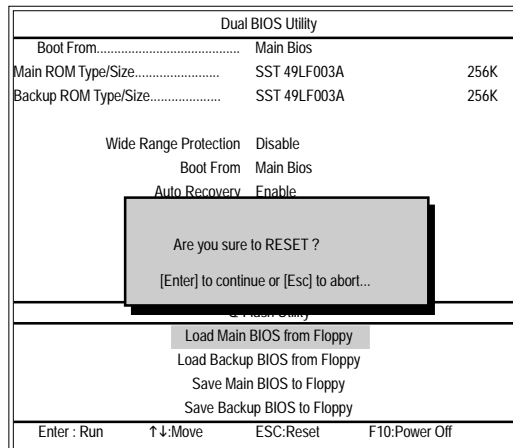 Dual BIOS Utility
Boot From......................................... Main Bios
Main ROM Type/Size........................ SST 49LF003A 256K
Backup ROM Type/Size.................... SST 49LF003A 256K
Wide Range Protection Disable
Boot From Main Bios
Auto Recovery Enable
Are you sure to RESET ?
[Enter] to continue or [Esc] to abort...
Utility
Load Main BIOS from Floppy
Load Backup BIOS from Floppy
Save Main BIOS to Floppy
Save Backup BIOS to Floppy
Enter : Run ↑↓:Move ESC:Reset F10:Power Off